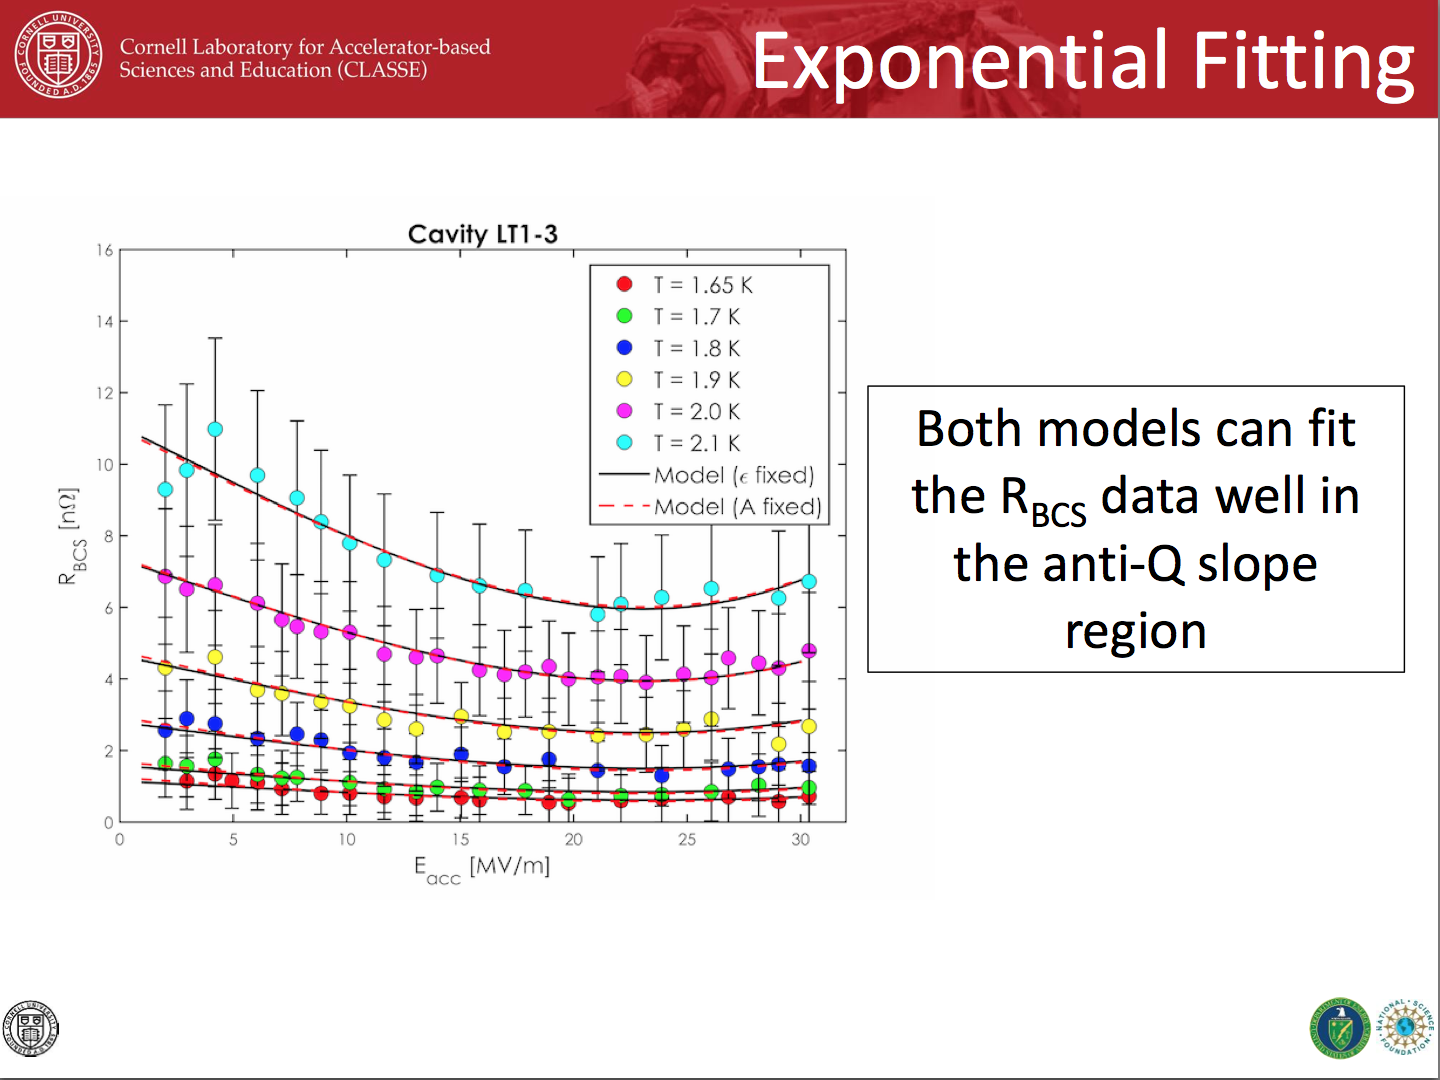 Cornell Laboratory for Accelerator-based
Sciences and Education (CLASSE)
Exponential Fitting
Cavity LT1-3
16
14
12
10
8
6
4
2
0
R_BCS [nΩ]
0 5 10 15 20 25 30
E_acc [MV/m]
T = 1.65 K
T = 1.7 K
T = 1.8 K
T = 1.9 K
T = 2.0 K
T = 2.1 K
Model (ϵ fixed)
Model (A fixed)
Both models can fit
the R_BCS data well in
the anti-Q slope
region